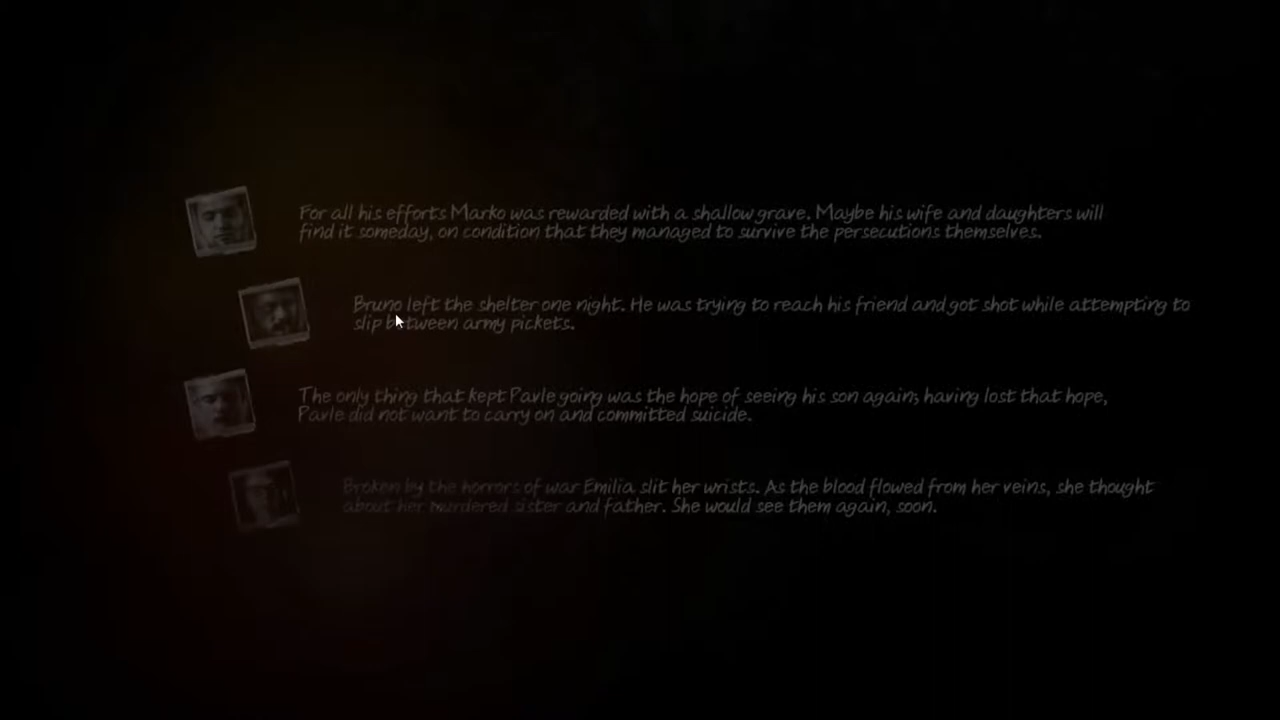 For all his efforts Marko was rewarded with a shallow grave. Maybe his wife and daughters will
find it someday, on condition that they managed to survive the persecutions themselves.
Bruno left the shelter one night. He was trying to reach his friend and got shot while attempting to
slip between army pickets.
The only thing that kept Pavle going was the hope of seeing his son again; having lost that hope,
Pavle did not want to carry on and committed suicide.
Broken by the horrors of war Emilia slit her wrists. As the blood flowed from her veins, she thought
about her murdered sister and father. She would see them again, soon.